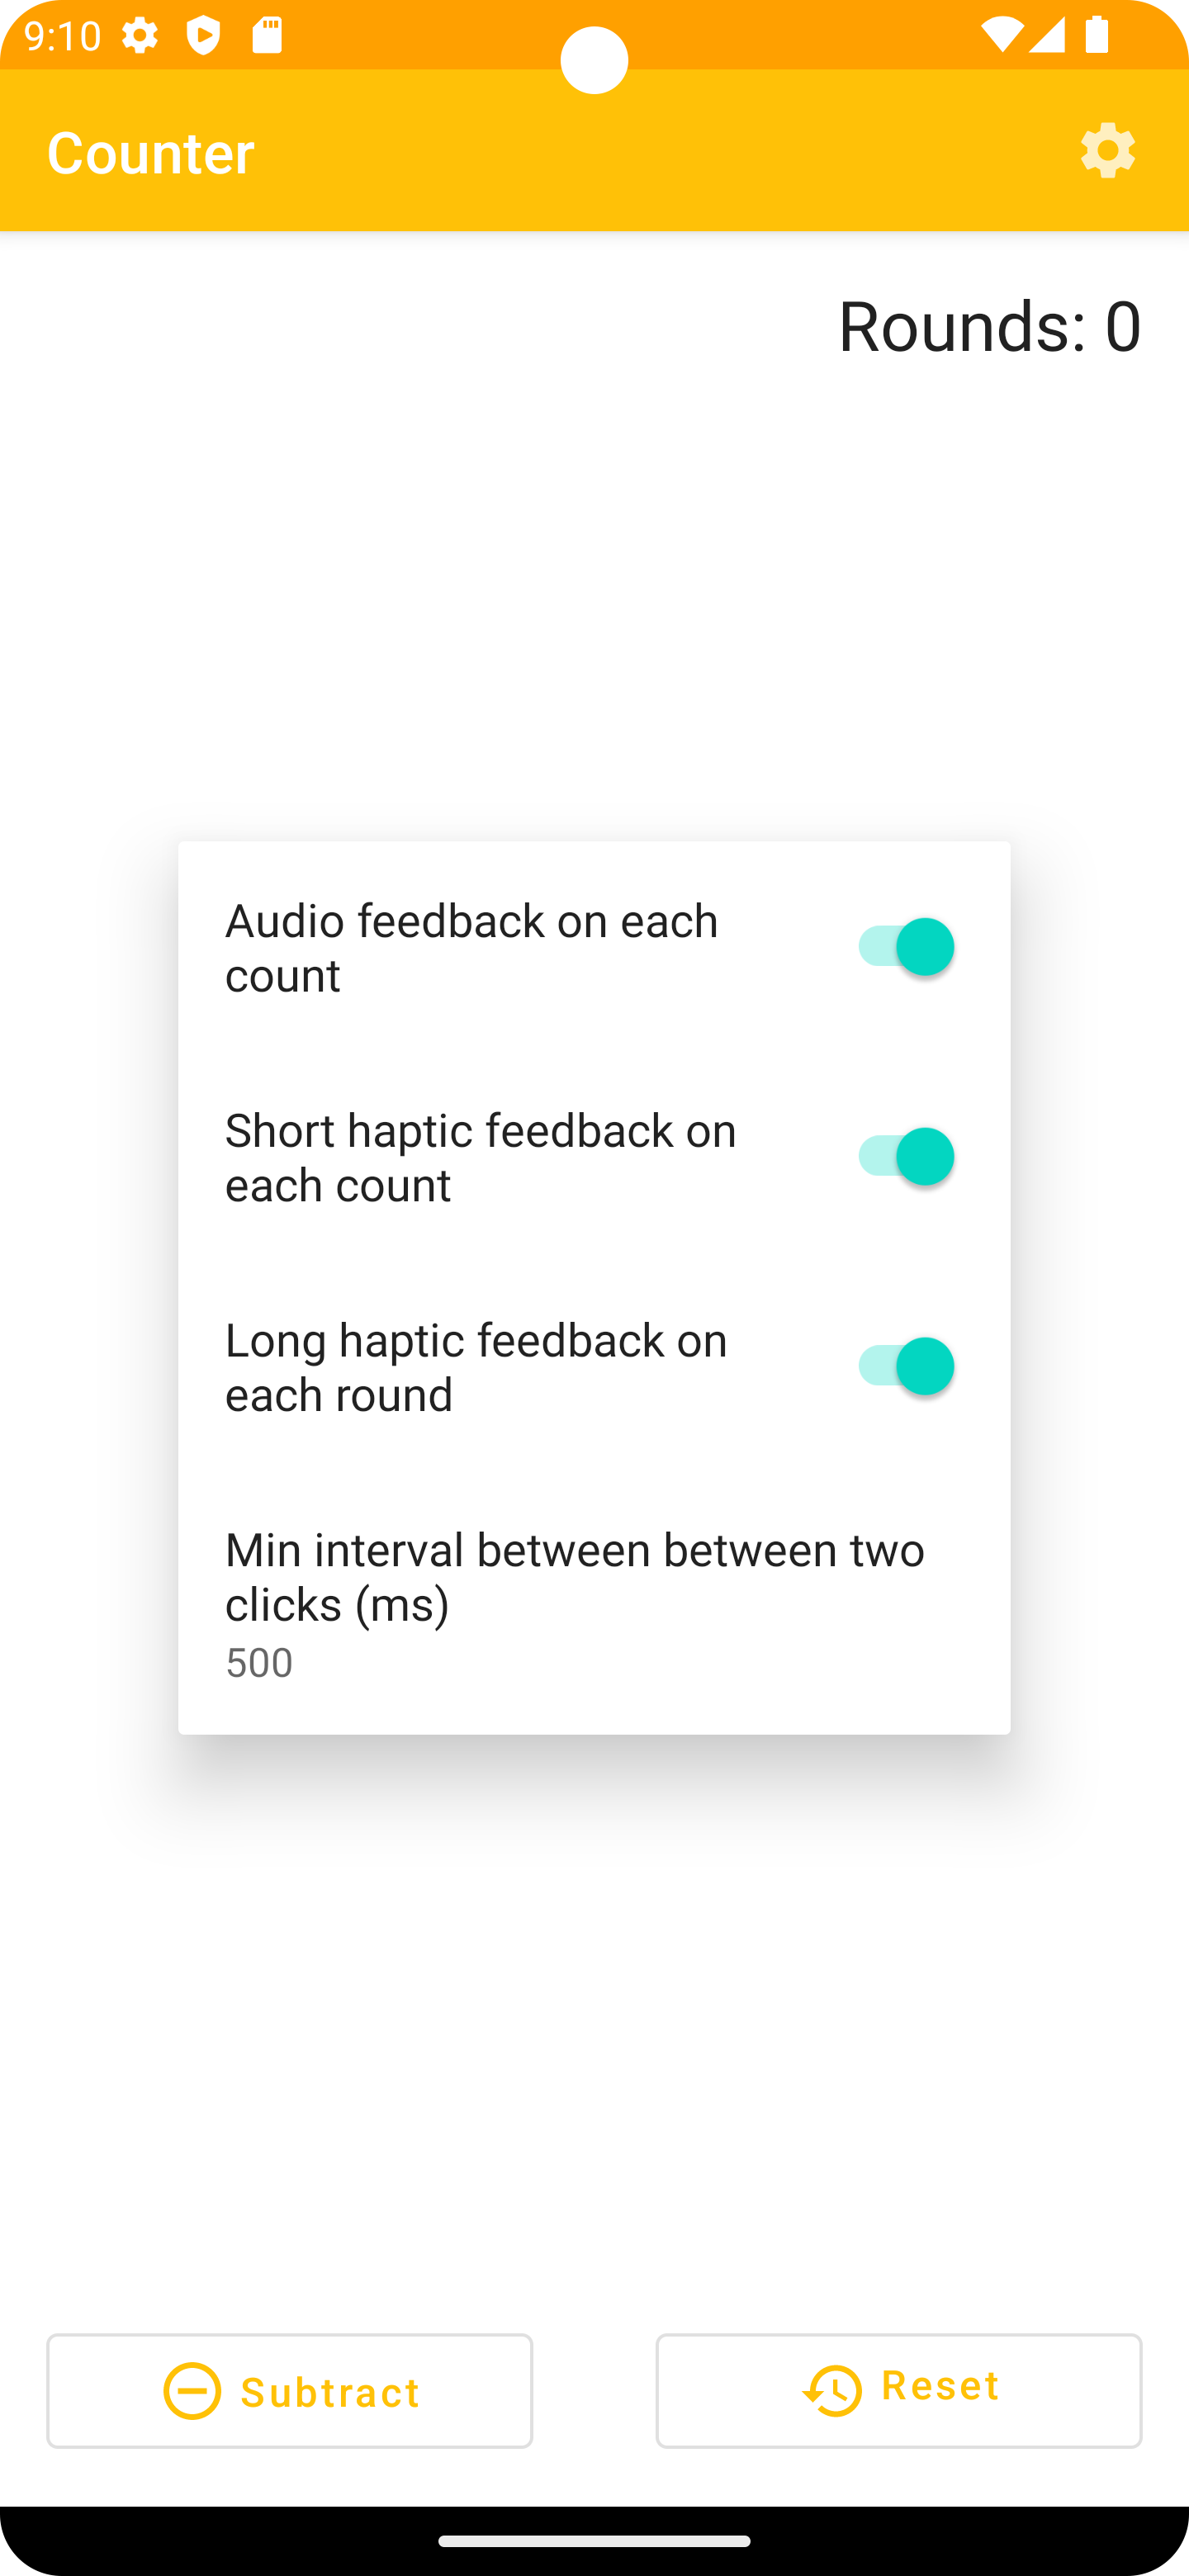 9:10
Counter
Rounds: 0
Audio feedback on each
count
Short haptic feedback on
each count
Long haptic feedback on
each round
Min interval between between two
clicks (ms)
500
Subtract
Reset